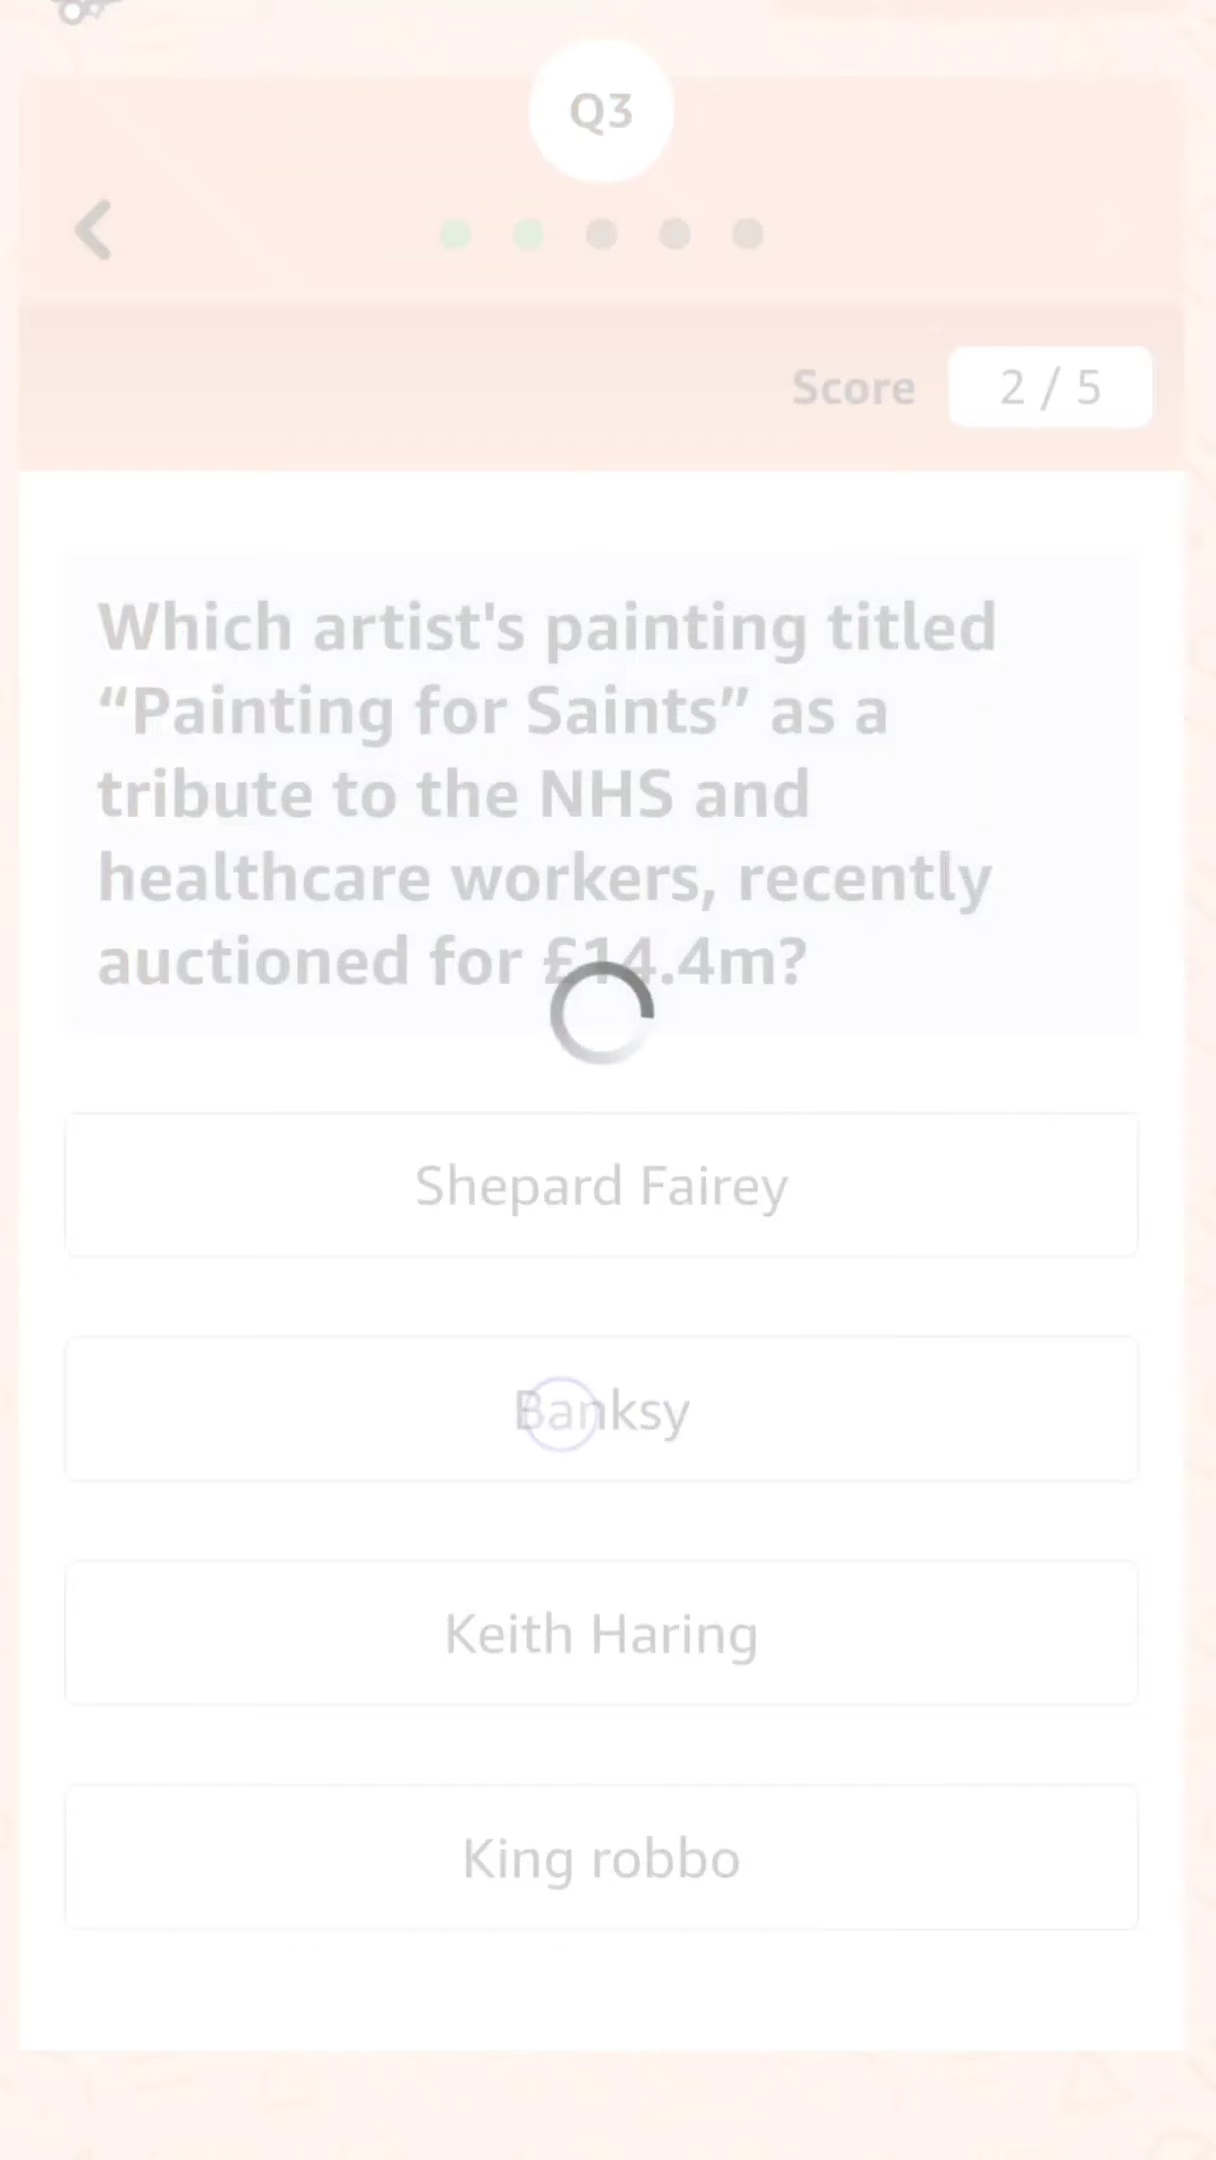 Q3
Score 2 / 5
Which artist's painting titled
“Painting for Saints” as a
tribute to the NHS and
healthcare workers, recently
auctioned for £14.4m?
Shepard Fairey
Banksy
Keith Haring
King robbo